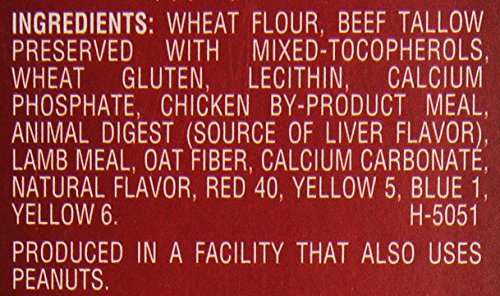 INGREDIENTS: WHEAT FLOUR, BEEF TALLOW
PRESERVED WITH MIXED-TOCOPHEROLS,
WHEAT GLUTEN, LECITHIN, CALCIUM
PHOSPHATE, CHICKEN BY-PRODUCT MEAL,
ANIMAL DIGEST (SOURCE OF LIVER FLAVOR),
LAMB MEAL, OAT FIBER, CALCIUM CARBONATE,
NATURAL FLAVOR, RED 40, YELLOW 5, BLUE 1,
YELLOW 6. H-5051
PRODUCED IN A FACILITY THAT ALSO USES
PEANUTS.